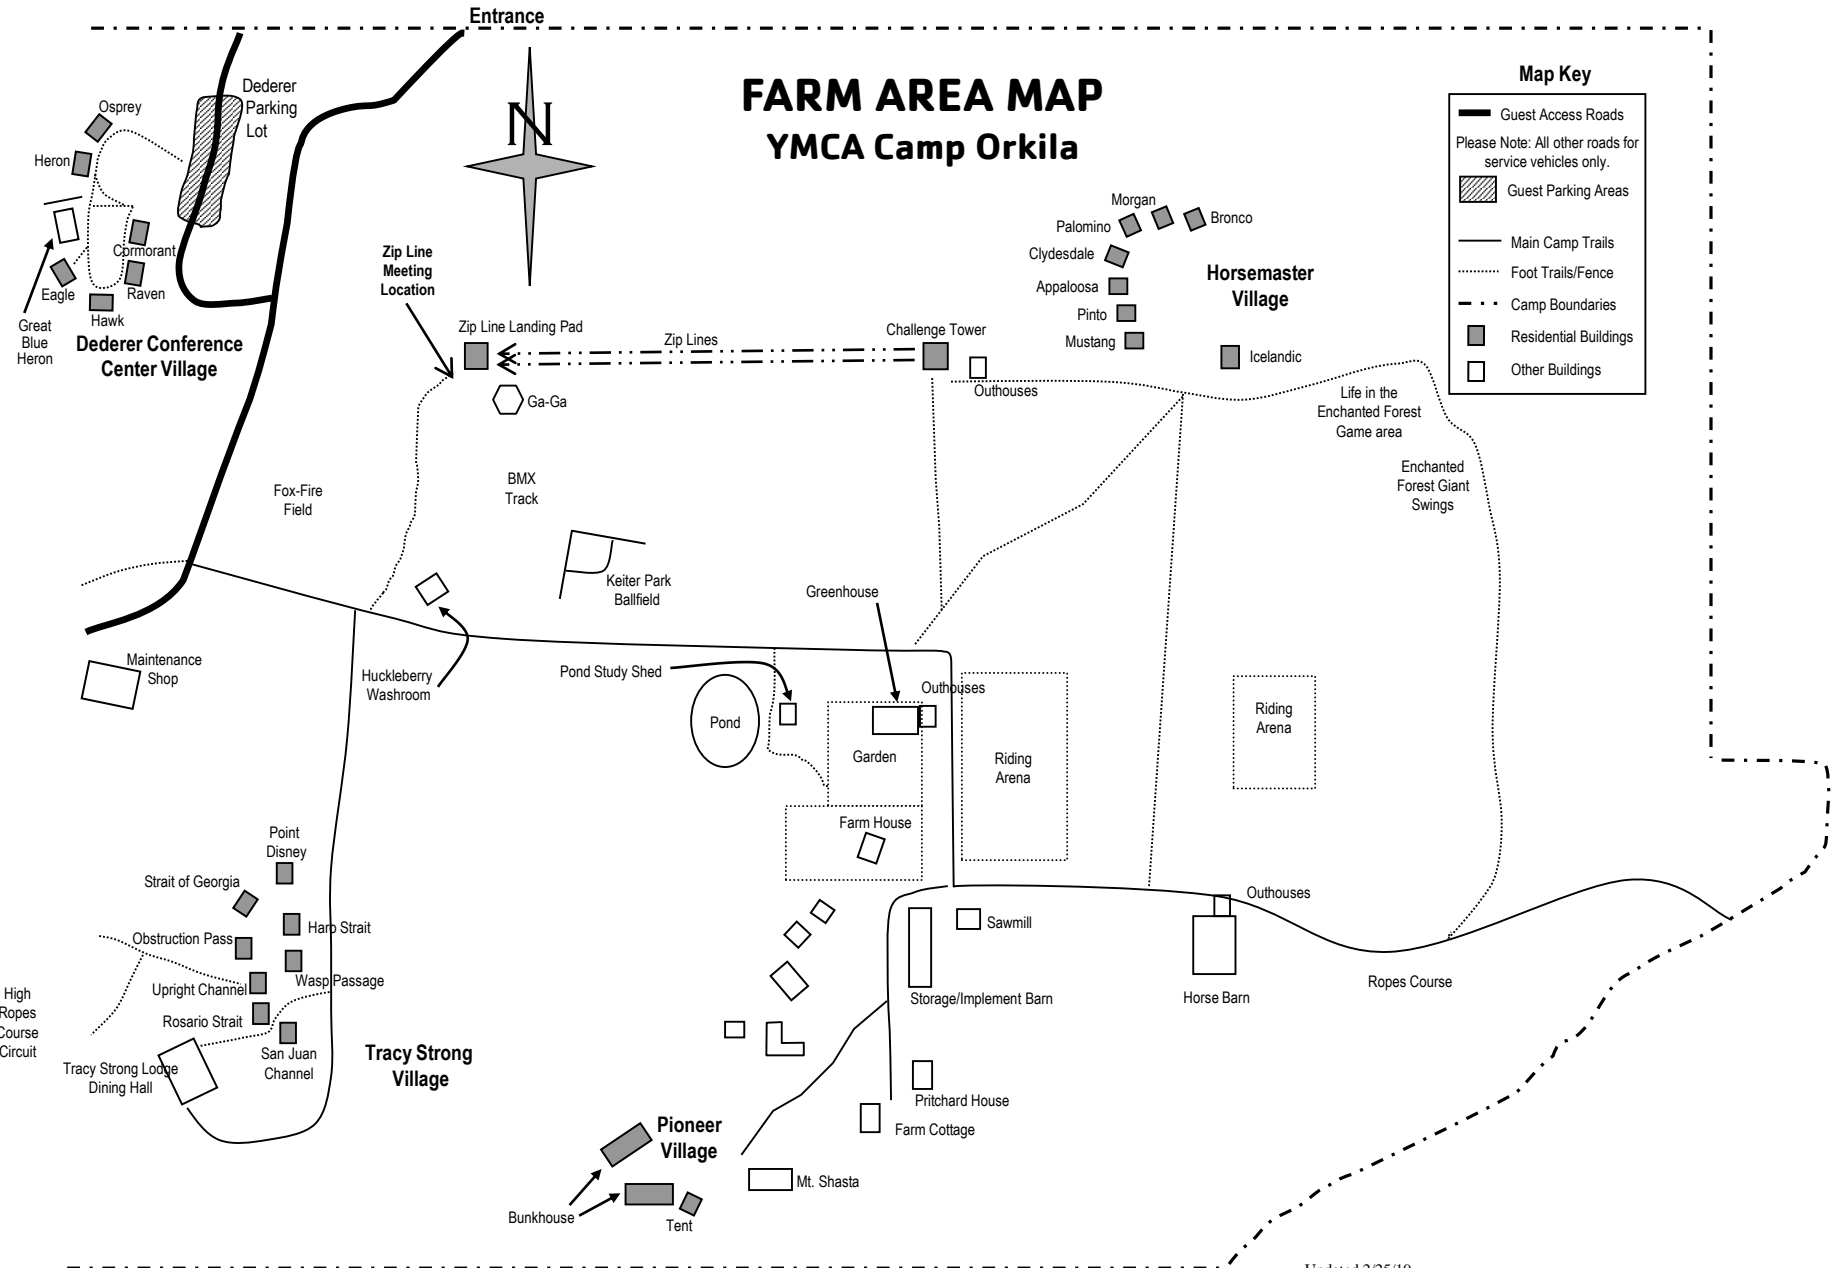 Entrance
FARM AREA MAP
YMCA Camp Orkila
N
Map Key
Guest Access Roads
Please Note: All other roads for
service vehicles only.
Guest Parking Areas
Main Camp Trails
Foot Trails/Fence
Camp Boundaries
Residential Buildings
Other Buildings
Dederer
Parking
Lot
Osprey
Heron
Cormorant
Eagle
Raven
Hawk
Great
Blue
Heron
Dederer Conference
Center Village
Zip Line
Meeting
Location
Zip Line Landing Pad
Zip Lines
Challenge Tower
Outhouses
Ga-Ga
Morgan
Palomino
Bronco
Clydesdale
Appaloosa
Pinto
Mustang
Horsemaster
Village
Icelandic
Life in the
Enchanted Forest
Game area
Enchanted
Forest Giant
Swings
Fox-Fire
Field
BMX
Track
Keiter Park
Ballfield
Greenhouse
Maintenance
Shop
Huckleberry
Washroom
Pond Study Shed
Pond
Outhouses
Garden
Riding
Arena
Riding
Arena
Farm House
Point
Disney
Strait of Georgia
Haro Strait
Obstruction Pass
Wasp Passage
Upright Channel
Rosario Strait
San Juan
Channel
High
Ropes
Course
Circuit
Tracy Strong Lodge
Dining Hall
Tracy Strong
Village
Sawmill
Outhouses
Storage/Implement Barn
Horse Barn
Ropes Course
Pritchard House
Farm Cottage
Pioneer
Village
Mt. Shasta
Bunkhouse
Tent
Updated 2/25/19